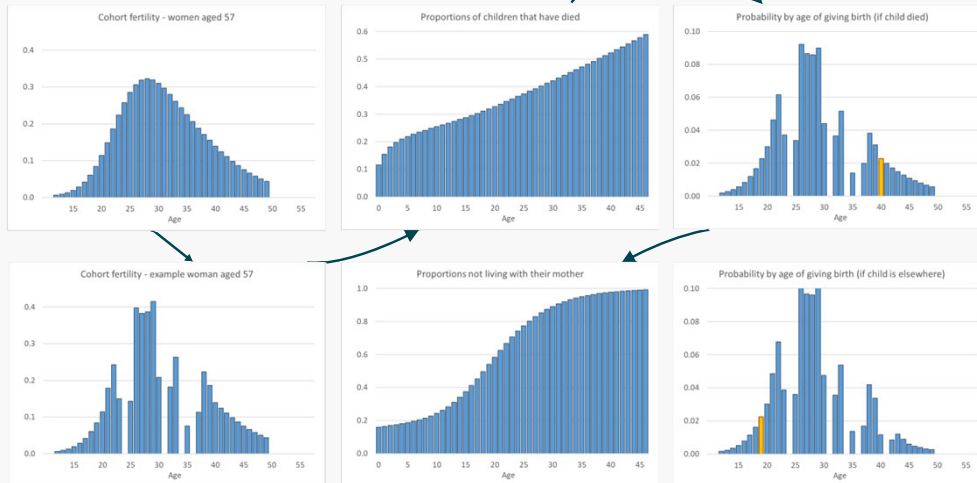 Cohort fertility - women aged 57
0.4
0.3
0.2
0.1
0.0
15 20 25 30 35 40 45 50 55
Age
Proportions of children that have died
0.6
0.5
0.4
0.3
0.2
0.1
0.0
0 5 10 15 20 25 30 35 40 45
Age
Probability by age of giving birth (if child died)
0.10
0.08
0.06
0.04
0.02
0.00
15 20 25 30 35 40 45 50 55
Age
Cohort fertility - example woman aged 57
0.4
0.3
0.2
0.1
0.0
15 20 25 30 35 40 45 50 55
Age
Proportions not living with their mother
1.0
0.8
0.6
0.4
0.2
0.0
0 5 10 15 20 25 30 35 40 45
Age
Probability by age of giving birth (if child is elsewhere)
0.10
0.08
0.06
0.04
0.02
0.00
15 20 25 30 35 40 45 50 55
Age